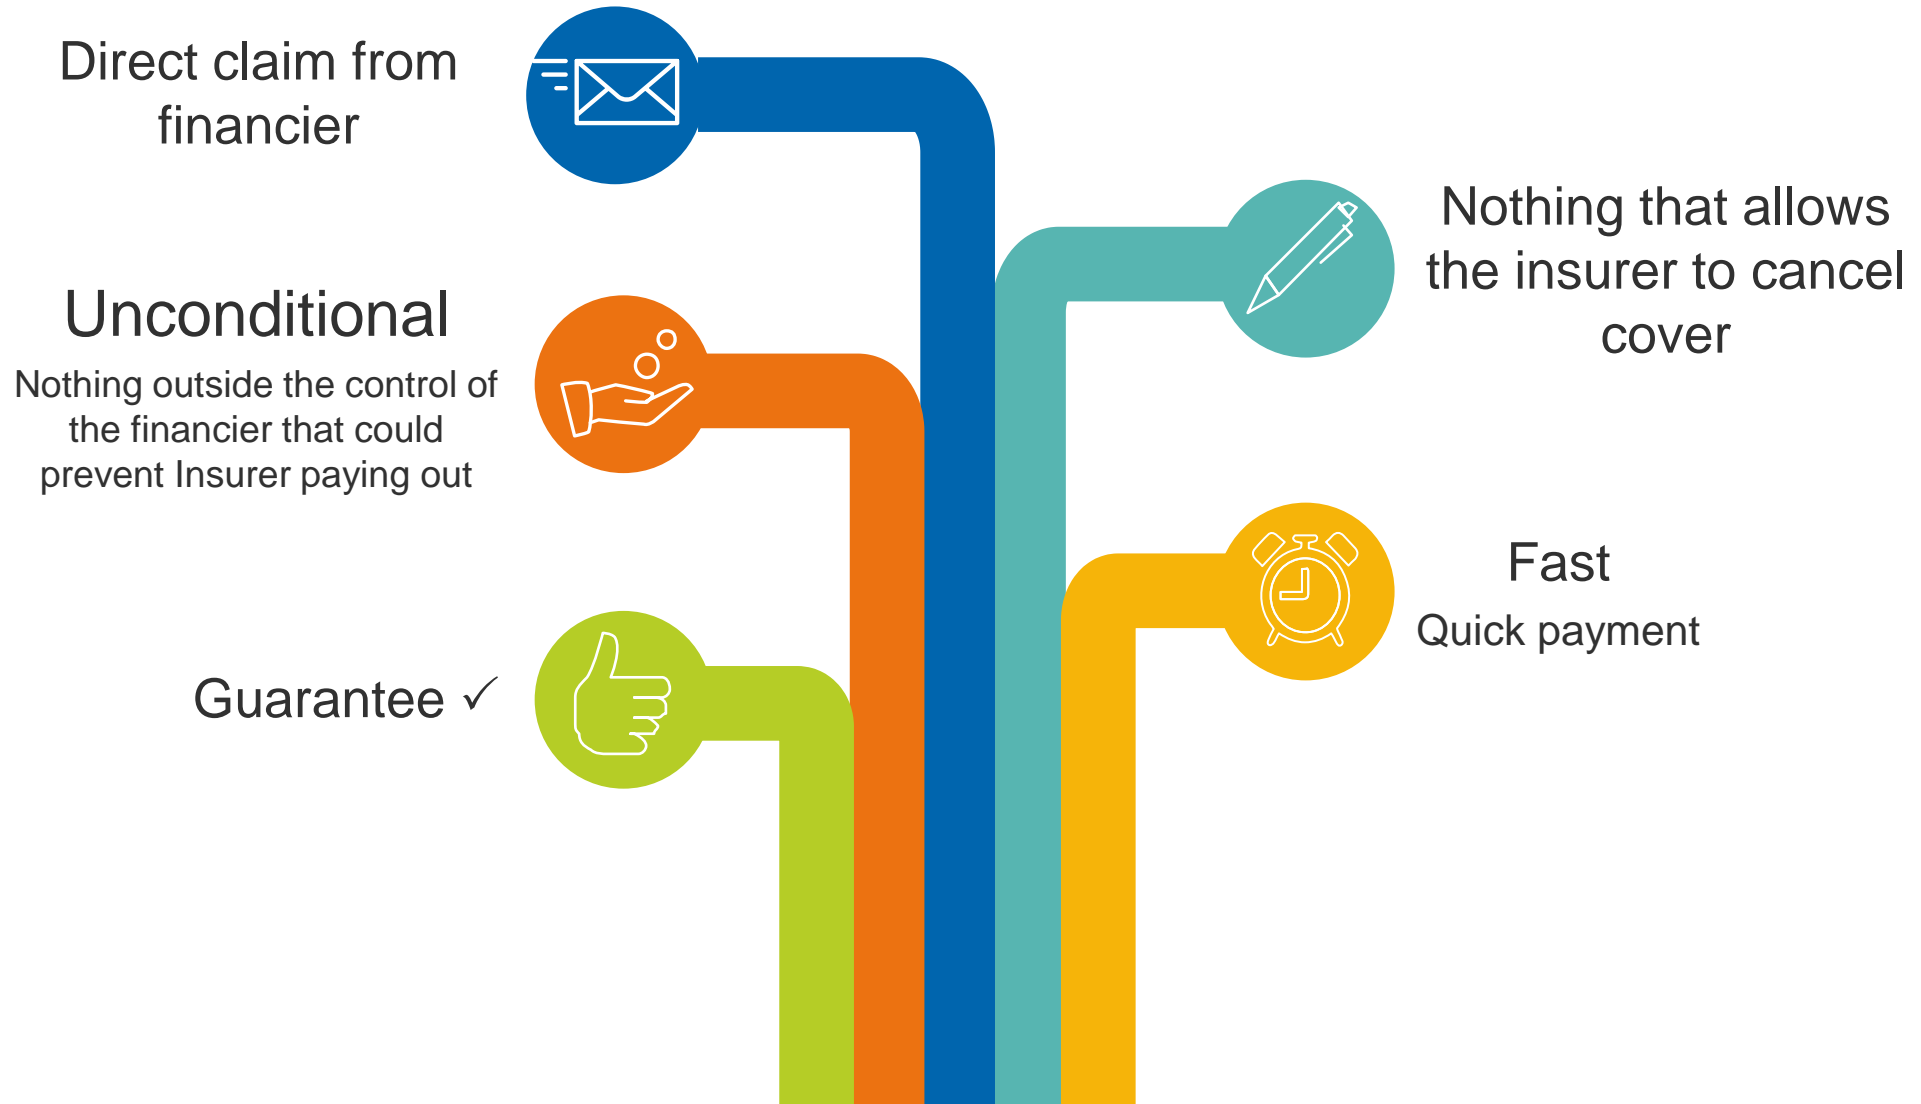 Direct claim from
financier
Nothing that allows
the insurer to cancel
cover
Unconditional
Nothing outside the control of
the financier that could
prevent Insurer paying out
Fast
Quick payment
Guarantee ✓